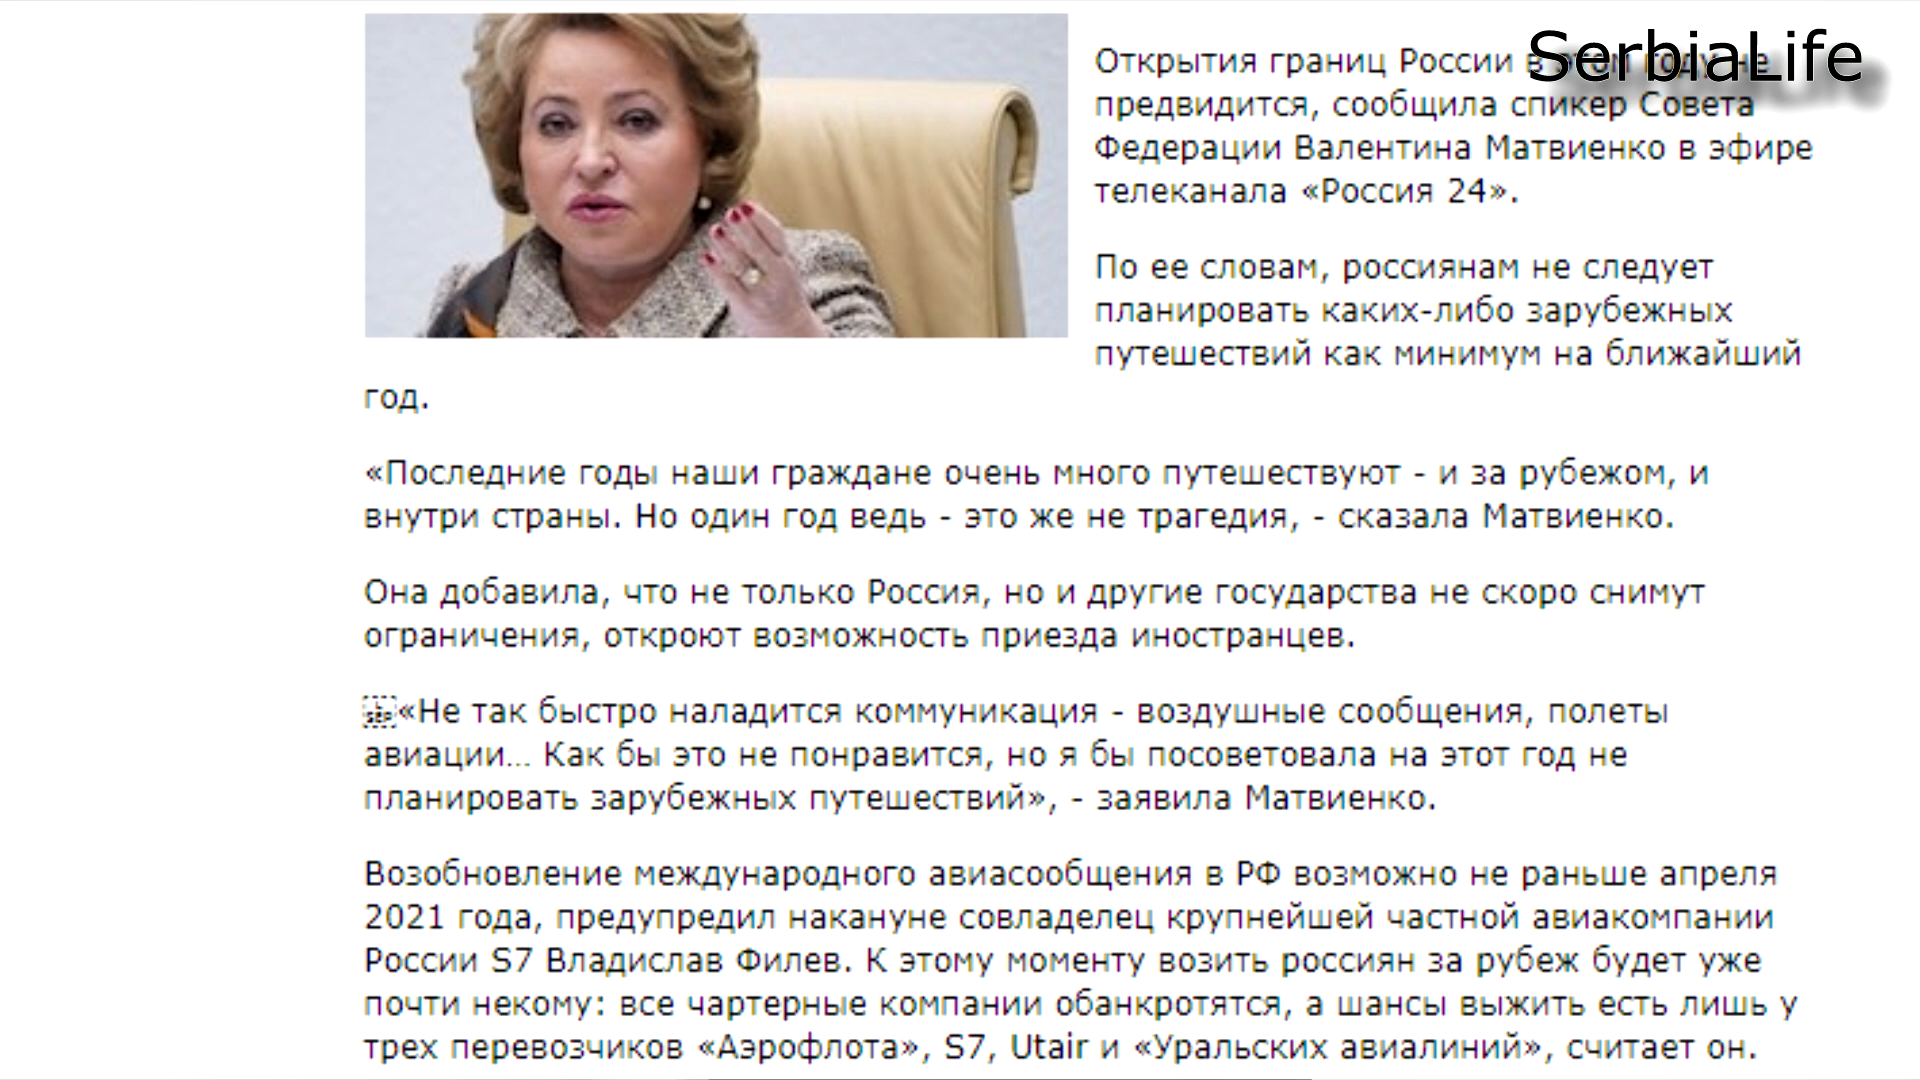 SerbiaLife
Открытия границ России в этом году не
предвидится, сообщила спикер Совета
Федерации Валентина Матвиенко в эфире
телеканала «Россия 24».
По ее словам, россиянам не следует
планировать каких-либо зарубежных
путешествий как минимум на ближайший
год.
«Последние годы наши граждане очень много путешествуют - и за рубежом, и
внутри страны. Но один год ведь - это же не трагедия, - сказала Матвиенко.
Она добавила, что не только Россия, но и другие государства не скоро снимут
ограничения, откроют возможность приезда иностранцев.
«Не так быстро наладится коммуникация - воздушные сообщения, полеты
авиации... Как бы это не понравится, но я бы посоветовала на этот год не
планировать зарубежных путешествий», - заявила Матвиенко.
Возобновление международного авиасообщения в РФ возможно не раньше апреля
2021 года, предупредил накануне совладелец крупнейшей частной авиакомпании
России S7 Владислав Филев. К этому моменту возить россиян за рубеж будет уже
почти некому: все чартерные компании обанкротятся, а шансы выжить есть лишь у
трех перевозчиков «Аэрофлота», S7, Utair и «Уральских авиалиний», считает он.